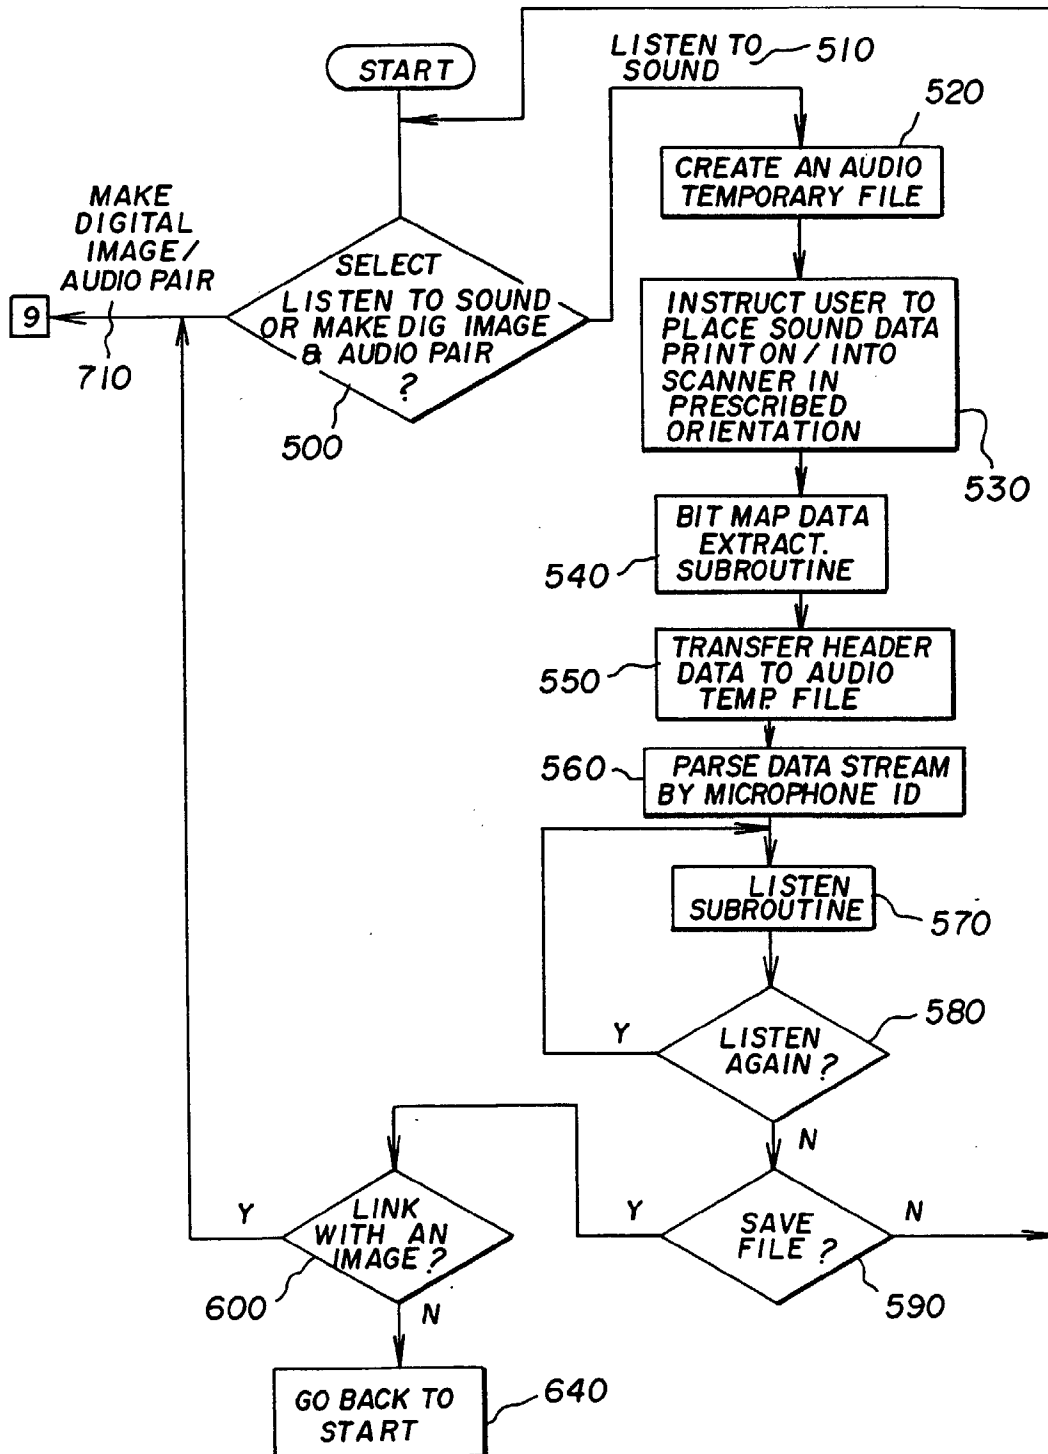 START
LISTEN TO
SOUND
510
520
CREATE AN AUDIO
TEMPORARY FILE
MAKE
DIGITAL
IMAGE/
AUDIO PAIR
9
710
SELECT
LISTEN TO SOUND
OR MAKE DIG IMAGE
& AUDIO PAIR
?
500
INSTRUCT USER TO
PLACE SOUND DATA
PRINT ON / INTO
SCANNER IN
PRESCRIBED
ORIENTATION
530
BIT MAP DATA
EXTRACT.
SUBROUTINE
540
TRANSFER HEADER
DATA TO AUDIO
TEMP. FILE
550
560
PARSE DATA STREAM
BY MICROPHONE ID
LISTEN
SUBROUTINE
570
580
Y
LISTEN
AGAIN?
N
Y
SAVE
FILE?
N
590
Y
LINK
WITH AN
IMAGE?
600
N
GO BACK TO
START
640